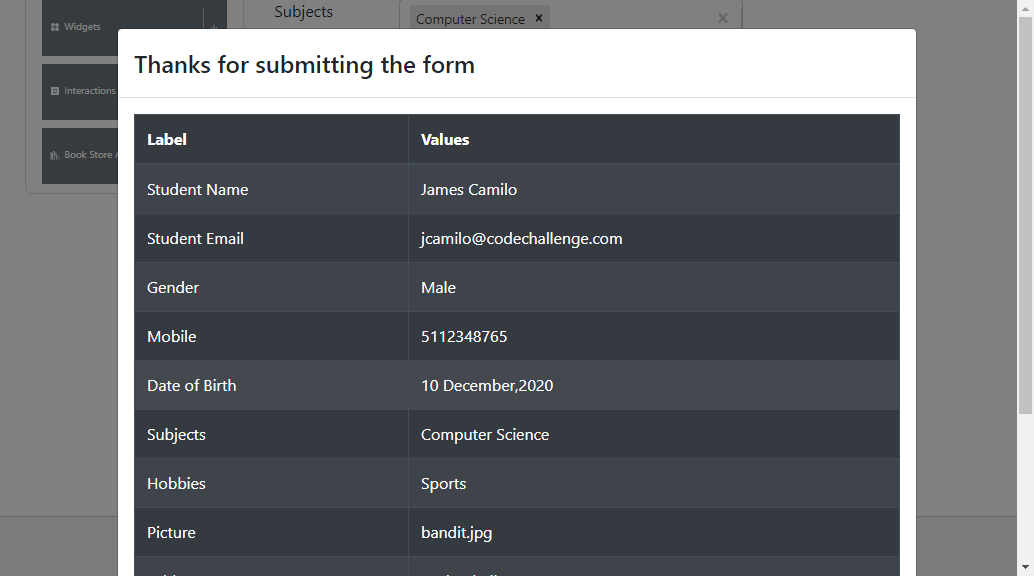 Subjects
Computer Science ×
×
Widgets
Interactions
Book Store
Thanks for submitting the form
Label Values
Student Name James Camilo
Student Email jcamilo@codechallenge.com
Gender Male
Mobile 5112348765
Date of Birth 10 December,2020
Subjects Computer Science
Hobbies Sports
Picture bandit.jpg